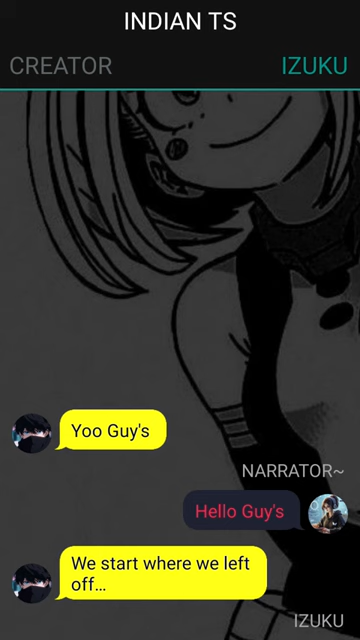 INDIAN TS
CREATOR
IZUKU
Yoo Guy's
NARRATOR~
Hello Guy's
We start where we left
off...
IZUKU